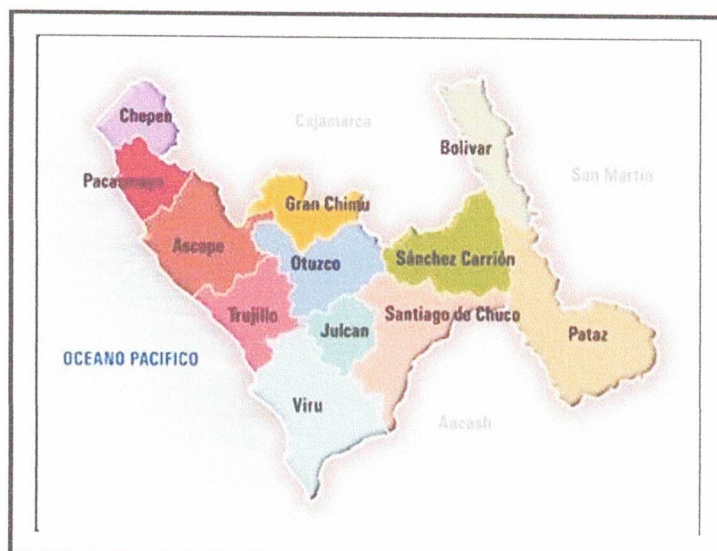 Chepen
Cajamarca
Bolivar
San Martin
Pacasmayo
Gran Chimu
Ascope
Otuzco
Sánchez Carrión
Trujillo
Julcan
Santiago de Chuco
Pataz
OCEANO PACIFICO
Viru
Ancash